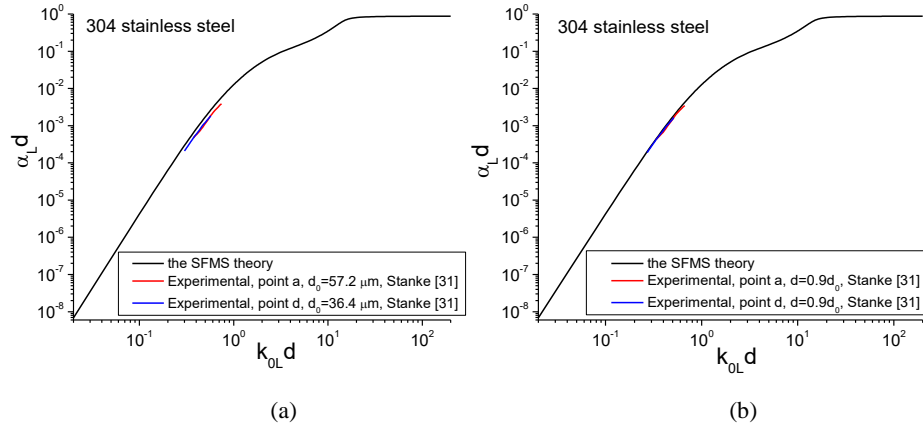 304 stainless steel
α_L d
10^0
10^-1
10^-2
10^-3
10^-4
10^-5
10^-6
10^-7
10^-8
the SFMS theory
Experimental, point a, d_0=57.2 μm, Stanke [31]
Experimental, point d, d_0=36.4 μm, Stanke [31]
10^-1 10^0 10^1 10^2
k_0L d
(a)
304 stainless steel
α_L d
10^0
10^-1
10^-2
10^-3
10^-4
10^-5
10^-6
10^-7
10^-8
the SFMS theory
Experimental, point a, d=0.9d_0, Stanke [31]
Experimental, point d, d=0.9d_0, Stanke [31]
10^-1 10^0 10^1 10^2
k_0L d
(b)